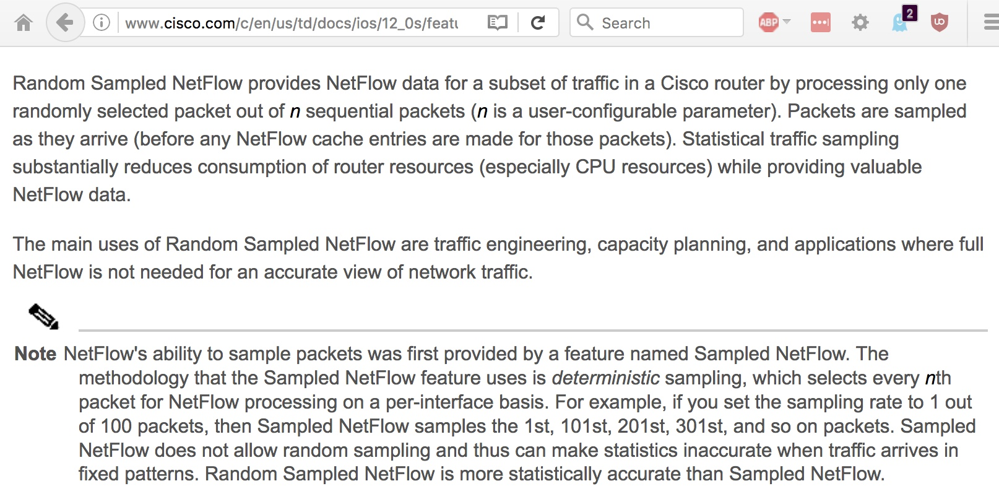 www.cisco.com/c/en/us/td/docs/ios/12_0s/featu
Search
ABP
2
UO
Random Sampled NetFlow provides NetFlow data for a subset of traffic in a Cisco router by processing only one
randomly selected packet out of n sequential packets (n is a user-configurable parameter). Packets are sampled
as they arrive (before any NetFlow cache entries are made for those packets). Statistical traffic sampling
substantially reduces consumption of router resources (especially CPU resources) while providing valuable
NetFlow data.
The main uses of Random Sampled NetFlow are traffic engineering, capacity planning, and applications where full
NetFlow is not needed for an accurate view of network traffic.
Note NetFlow's ability to sample packets was first provided by a feature named Sampled NetFlow. The
methodology that the Sampled NetFlow feature uses is deterministic sampling, which selects every nth
packet for NetFlow processing on a per-interface basis. For example, if you set the sampling rate to 1 out
of 100 packets, then Sampled NetFlow samples the 1st, 101st, 201st, 301st, and so on packets. Sampled
NetFlow does not allow random sampling and thus can make statistics inaccurate when traffic arrives in
fixed patterns. Random Sampled NetFlow is more statistically accurate than Sampled NetFlow.